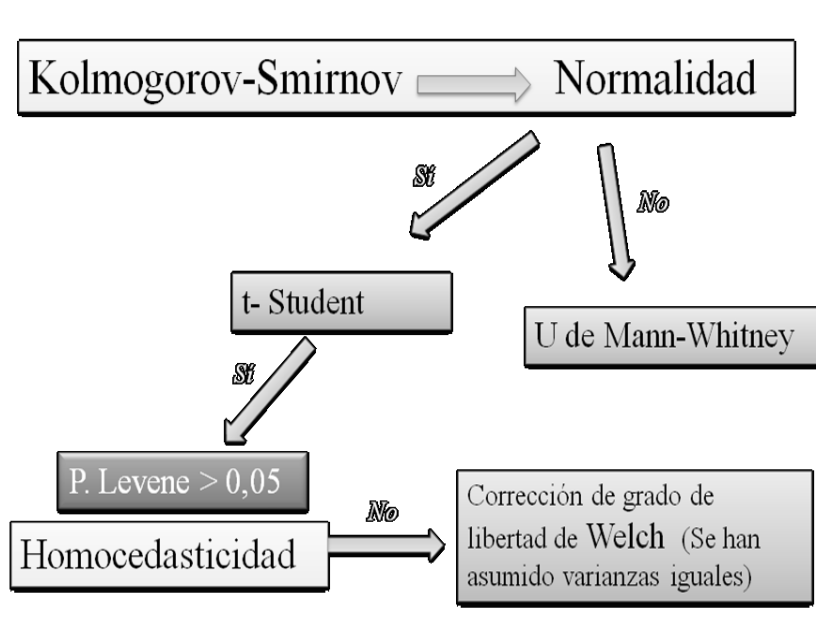 Kolmogorov-Smirnov Normalidad
Si
No
t- Student
U de Mann-Whitney
Si
P. Levene > 0,05
No
Homocedasticidad
Corrección de grado de
libertad de Welch (Se han
asumido varianzas iguales)